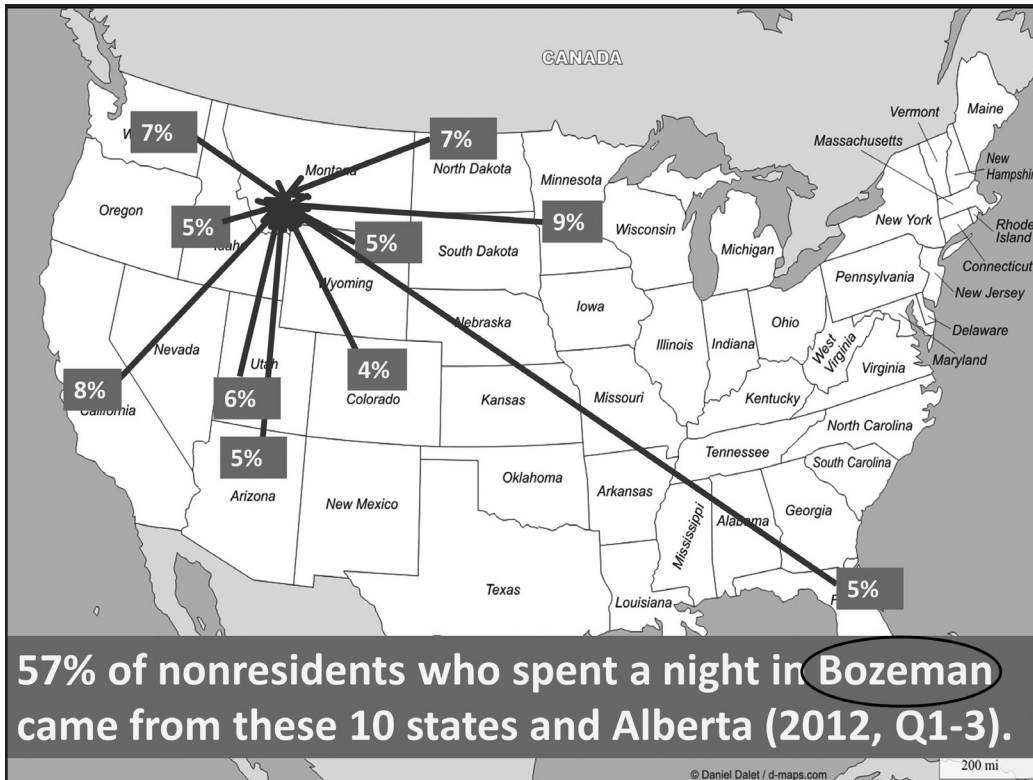 CANADA
Maine
Vermont
Massachusetts
New
Hampshire
7%
7%
Montana
North Dakota
Minnesota
Oregon
5%
Idaho
5%
9%
Wisconsin
South Dakota
Michigan
New York
Rhode
Island
Connecticut
Wyoming
Pennsylvania
New Jersey
Iowa
Nebraska
Ohio
Delaware
Maryland
Nevada
Utah
Illinois
Indiana
West
Virginia
Virginia
8%
California
6%
4%
Colorado
Kansas
Missouri
Kentucky
North Carolina
5%
Arizona
Tennessee
South Carolina
New Mexico
Oklahoma
Arkansas
Mississippi
Alabama
Georgia
Texas
Louisiana
5%
57% of nonresidents who spent a night in Bozeman
came from these 10 states and Alberta (2012, Q1-3).
200 mi
© Daniel Dalet / d-maps.com